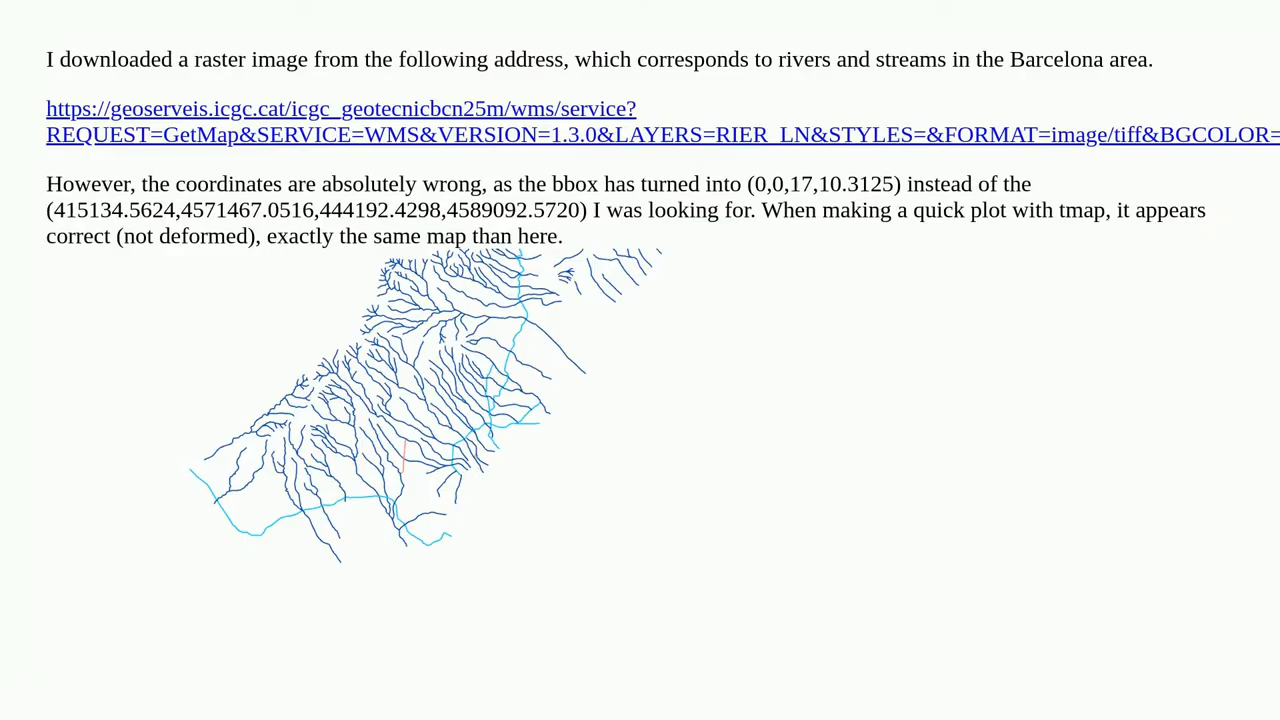 I downloaded a raster image from the following address, which corresponds to rivers and streams in the Barcelona area.
https://geoserveis.icgc.cat/icgc_geotecnicbcn25m/wms/service?
REQUEST=GetMap&SERVICE=WMS&VERSION=1.3.0&LAYERS=RIER_LN&STYLES=&FORMAT=image/tiff&BGCOLOR=
However, the coordinates are absolutely wrong, as the bbox has turned into (0,0,17,10.3125) instead of the
(415134.5624,4571467.0516,444192.4298,4589092.5720) I was looking for. When making a quick plot with tmap, it appears
correct (not deformed), exactly the same map than here.